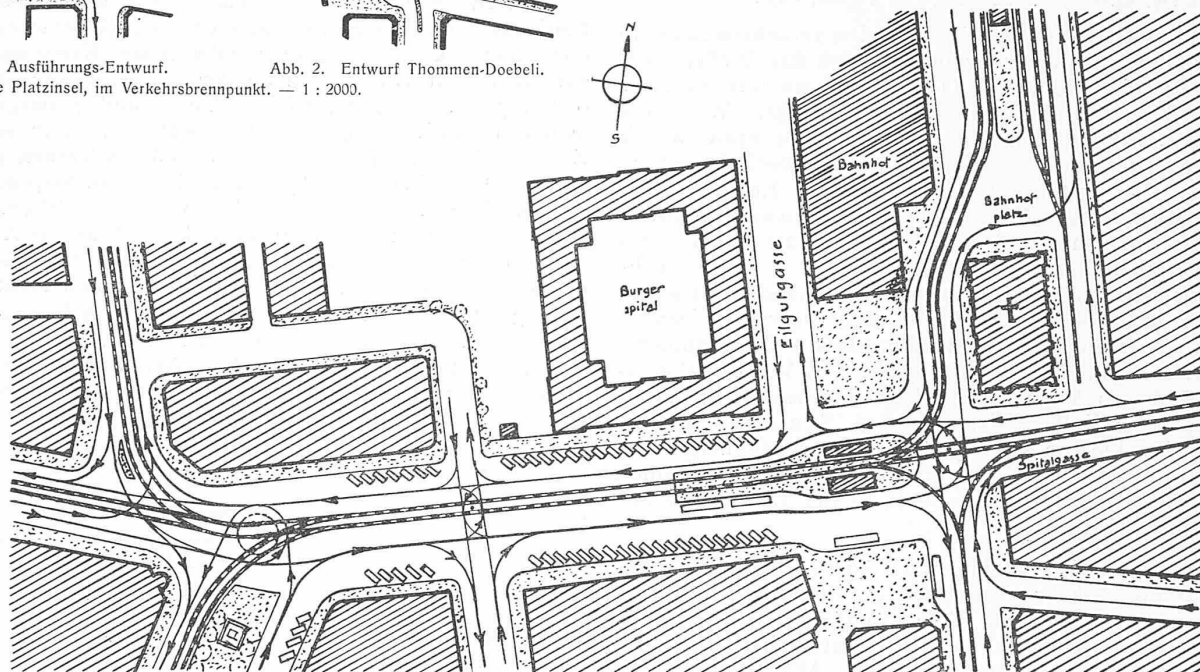 Ausführungs-Entwurf.
Abb. 2. Entwurf Thommen-Doebeli.
Platzinsel, im Verkehrsbrennpunkt. — 1 : 2000.
N
S
Bahnhof
Bahnhof
platz
Burger
spital
Eilgutgasse
Spitalgasse